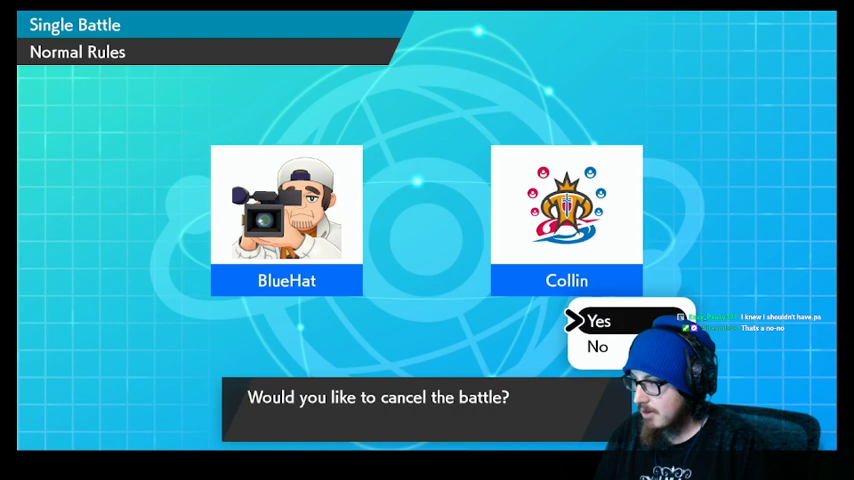 Single Battle
Normal Rules
BlueHat
Collin
Yes
No
I knew I shouldn't have pa
Thats a no-no
Would you like to cancel the battle?